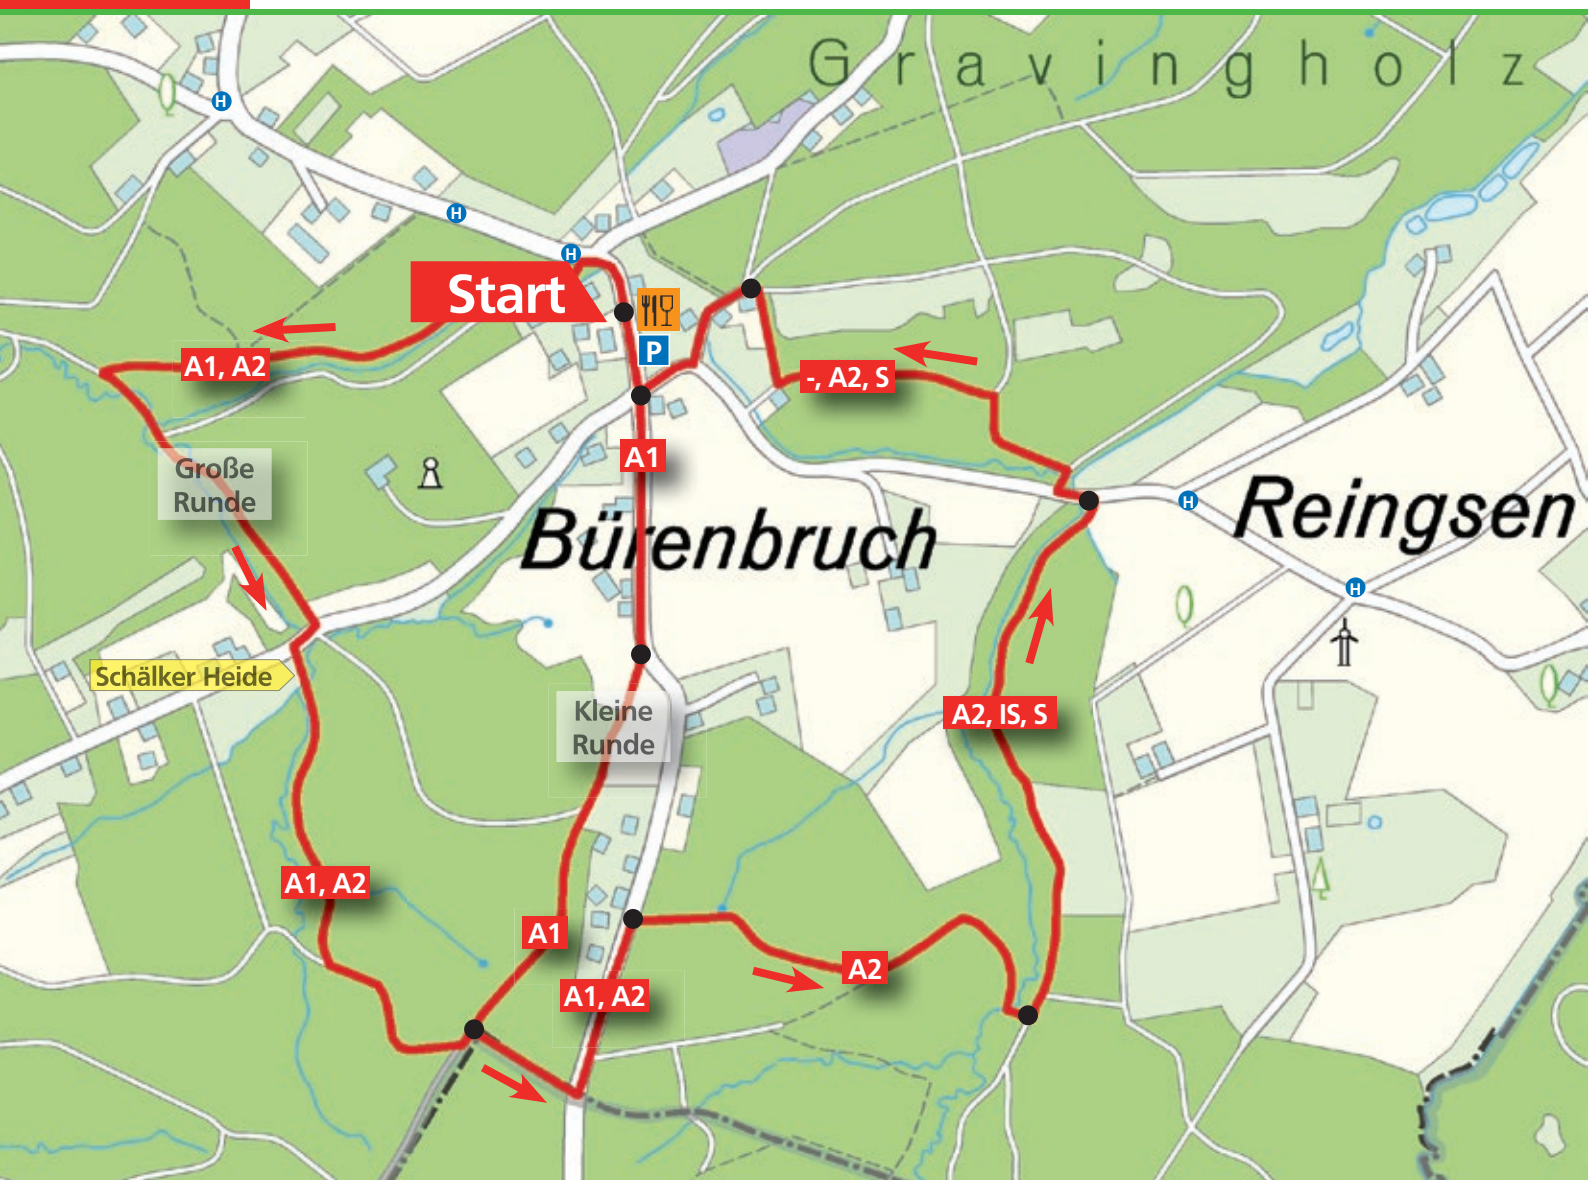 Gravingholz
H
H
H
Start
P
A1, A2
-, A2, S
Große
Runde
A1
H
Reingsen
Bürenbruch
H
Schälker Heide
Kleine
Runde
A2, IS, S
A1, A2
A1
A2
A1, A2